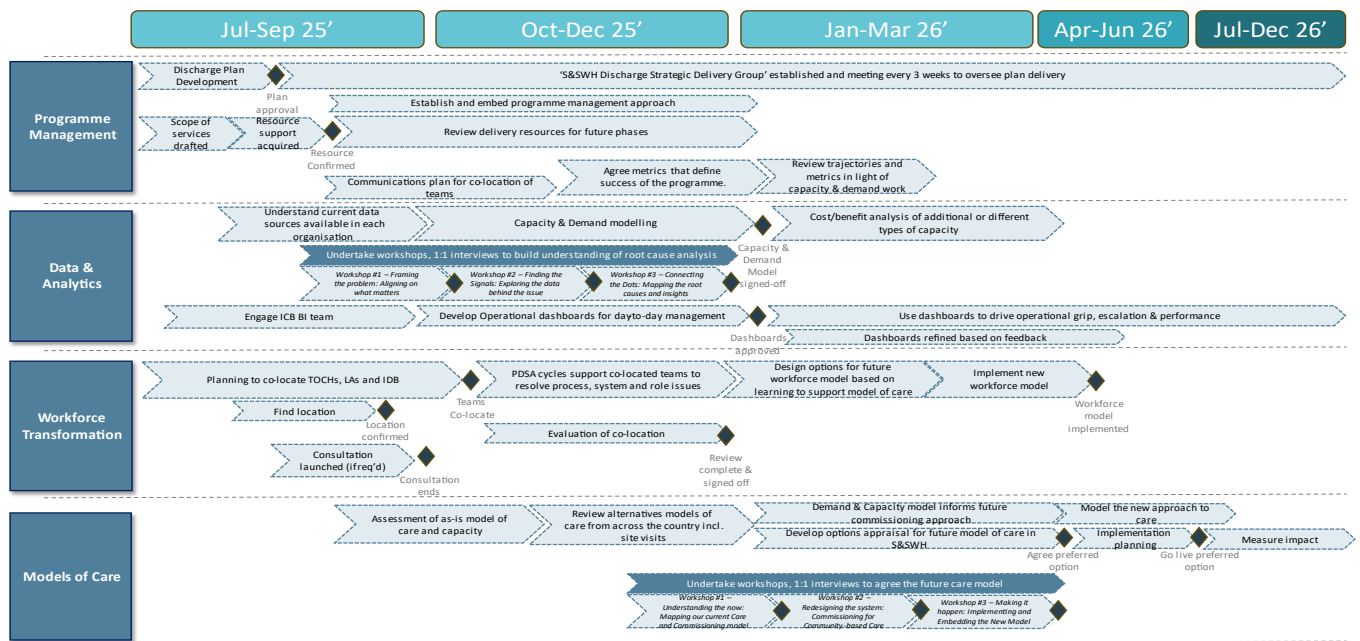 Jul-Sep 25’
Oct-Dec 25’
Jan-Mar 26’
Apr-Jun 26’
Jul-Dec 26’
Programme
Management
Discharge Plan
Development
Plan
approval
‘S&SWH Discharge Strategic Delivery Group’ established and meeting every 3 weeks to oversee plan delivery
Establish and embed programme management approach
Scope of
services
drafted
Resource
support
acquired
Resource
Confirmed
Review delivery resources for future phases
Communications plan for co-location of
teams
Agree metrics that define
success of the programme.
Review trajectories and
metrics in light of
capacity & demand work
Data &
Analytics
Understand current data
sources available in each
organisation
Capacity & Demand modelling
Capacity &
Demand
Model
signed-off
Cost/benefit analysis of additional or different
types of capacity
Undertake workshops, 1:1 interviews to build understanding of root cause analysis
Workshop #1 – Framing
the problem: Aligning on
what matters
Workshop #2 – Finding the
Signals: Exploring the data
behind the issue
Workshop #3 – Connecting
the Dots: Mapping the root
causes and insights
Engage ICB BI team
Develop Operational dashboards for dayto-day management
Dashboards
approved
Use dashboards to drive operational grip, escalation & performance
Dashboards refined based on feedback
Workforce
Transformation
Planning to co-locate TOCHs, LAs and IDB
Teams
Co-locate
PDSA cycles support co-located teams to
resolve process, system and role issues
Design options for future
workforce model based on
learning to support model of care
Implement new
workforce model
Workforce
model
implemented
Find location
Location
confirmed
Evaluation of co-location
Review
complete &
signed off
Consultation
launched (ifreq’d)
Consultation
ends
Models of Care
Assessment of as-is model of
care and capacity
Review alternatives models of
care from across the country incl.
site visits
Demand & Capacity model informs future
commissioning approach
Model the new approach to
care
Develop options appraisal for future model of care in
S&SWH
Agree preferred
option
Implementation
planning
Go live preferred
option
Measure impact
Undertake workshops, 1:1 interviews to agree the future care model
Workshop #1 –
Understanding the now:
Mapping our current Care
and Commissioning model
Workshop #2 –
Redesigning the system:
Commissioning for
Community-based Care
Workshop #3 – Making it
happen: Implementing and
Embedding the New Model